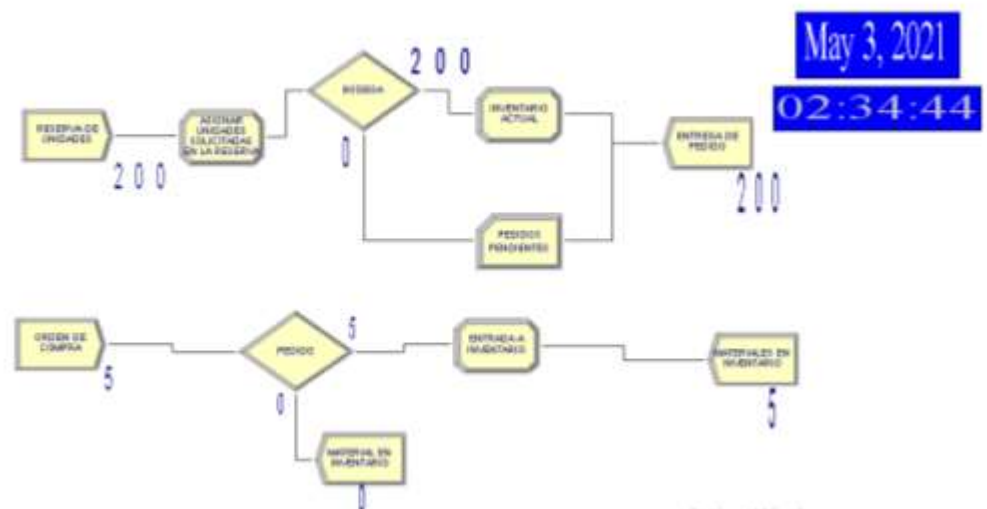 May 3, 2021
02:34:44
RESERVA DE
UNIDADES
200
ASIGNAR
UNIDADES
SOLICITADAS
EN LA RESERVA
BODEGA
200
0
INVENTARIO
ACTUAL
PEDIDOS
PENDIENTES
ENTREGA DE
PEDIDO
200
ORDEN DE
COMPRA
5
PEDIDO
5
0
ENTRADA A
INVENTARIO
MATERIALES EN
INVENTARIO
5
MATERIAL EN
INVENTARIO
0